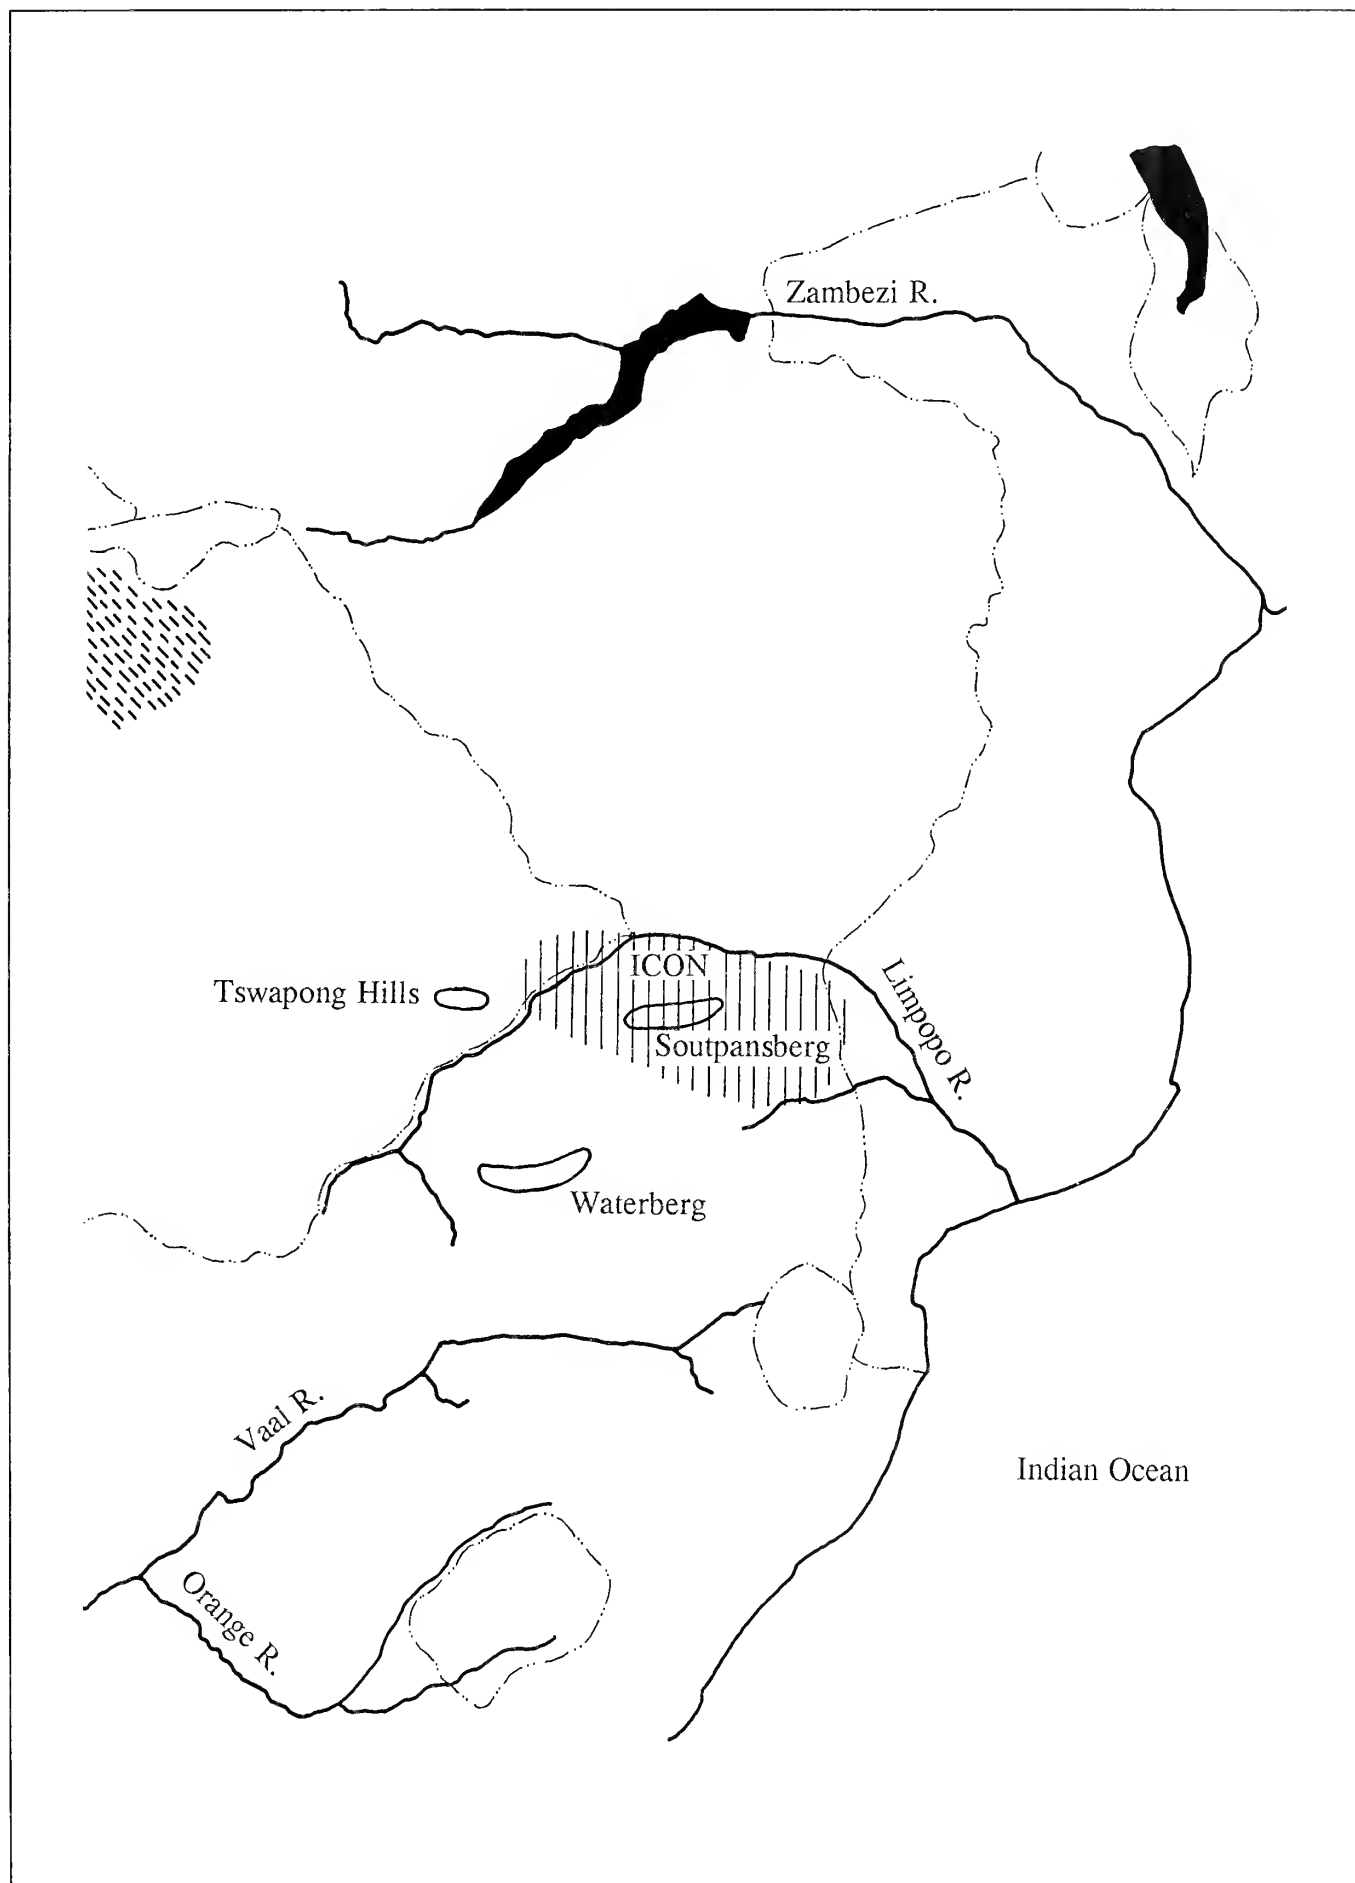 Zambezi R.
ICON
Tswapong Hills
Limpopo R.
Soutpansberg
Waterberg
Vaal R.
Indian Ocean
Orange R.